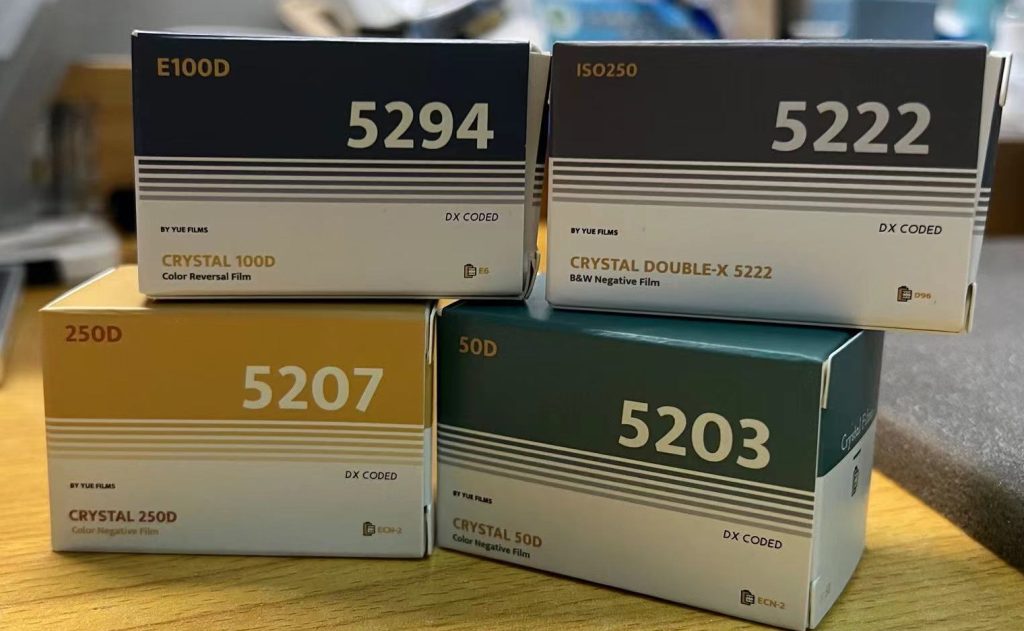 E100D
5294
DX CODED
BY YUE FILMS
CRYSTAL 100D
Color Reversal Film
E6
ISO250
5222
DX CODED
BY YUE FILMS
CRYSTAL DOUBLE-X 5222
B&W Negative Film
D96
250D
5207
DX CODED
BY YUE FILMS
CRYSTAL 250D
Color Negative Film
ECN-2
50D
5203
BY YUE FILMS
DX CODED
CRYSTAL 50D
Color Negative Film
ECN-2
Crystal